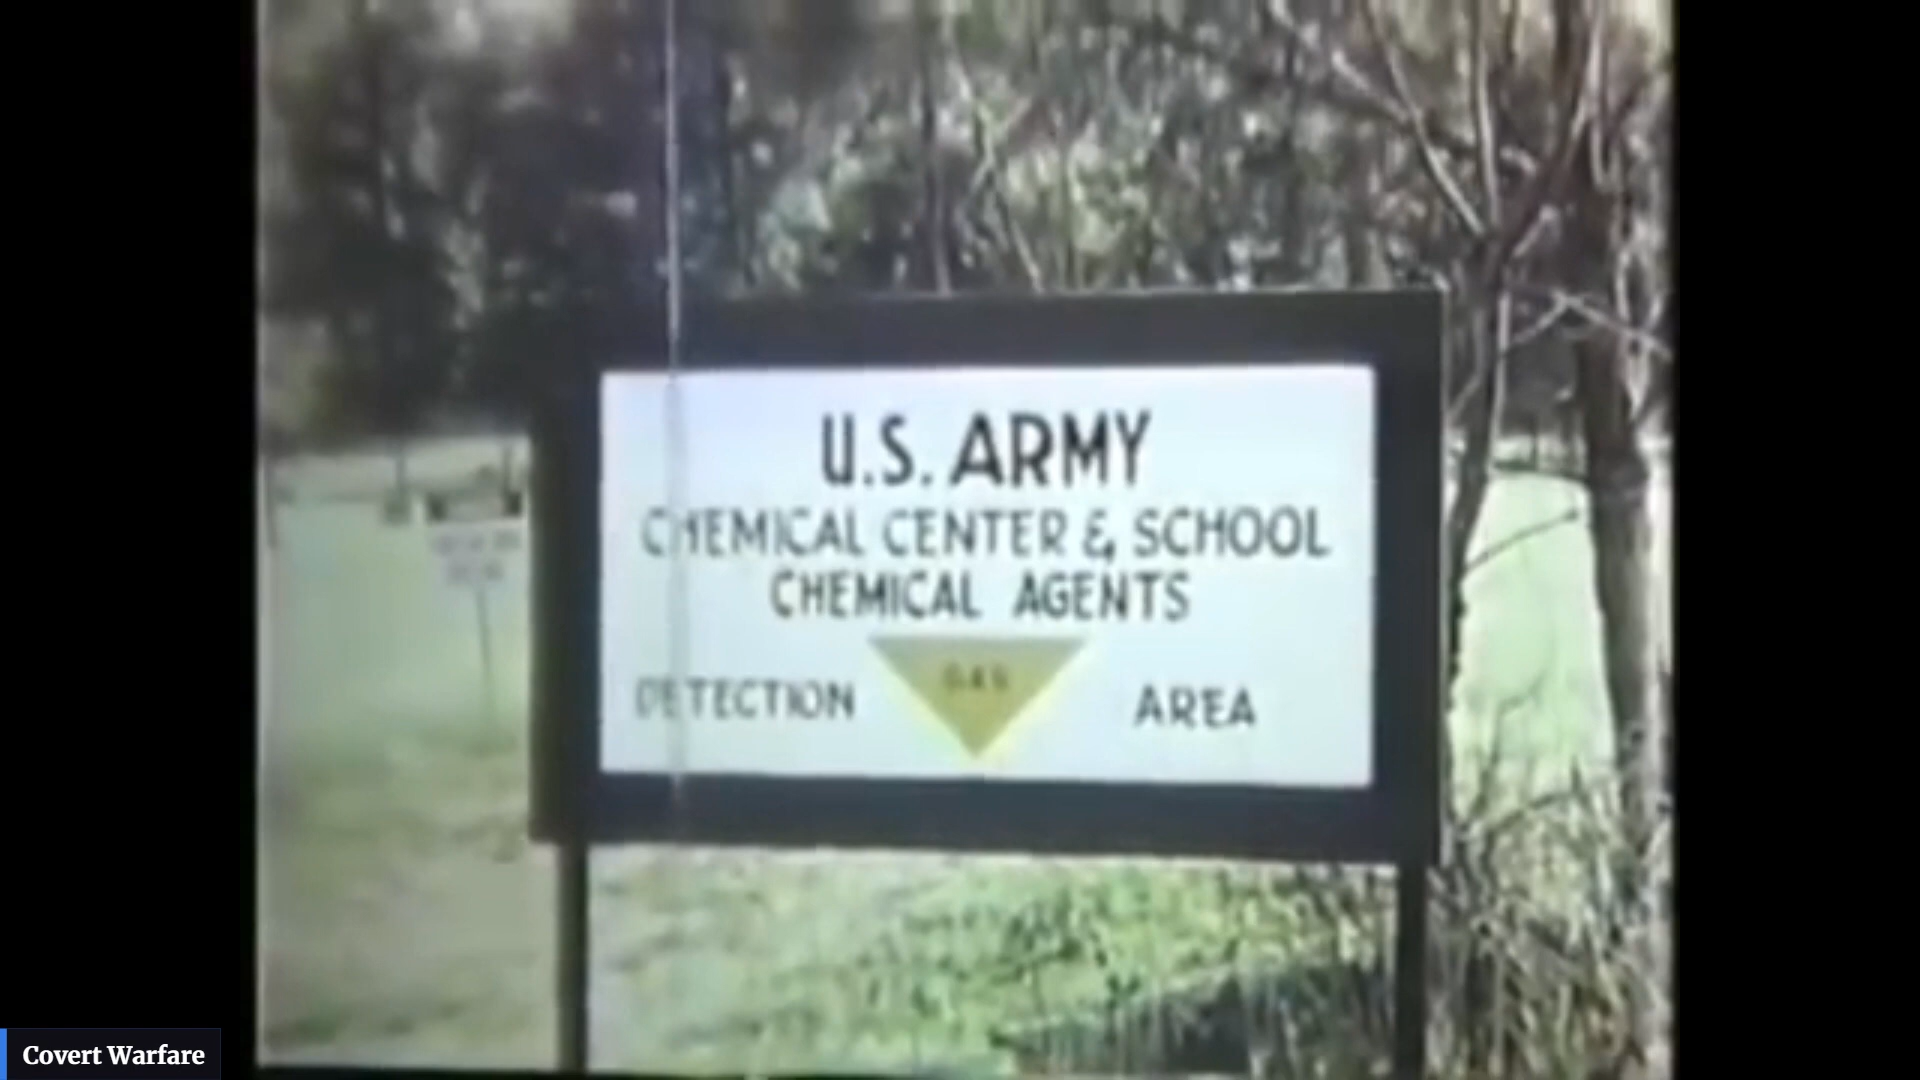 U.S. ARMY
CHEMICAL CENTER & SCHOOL
CHEMICAL AGENTS
DETECTION GAS AREA
Covert Warfare